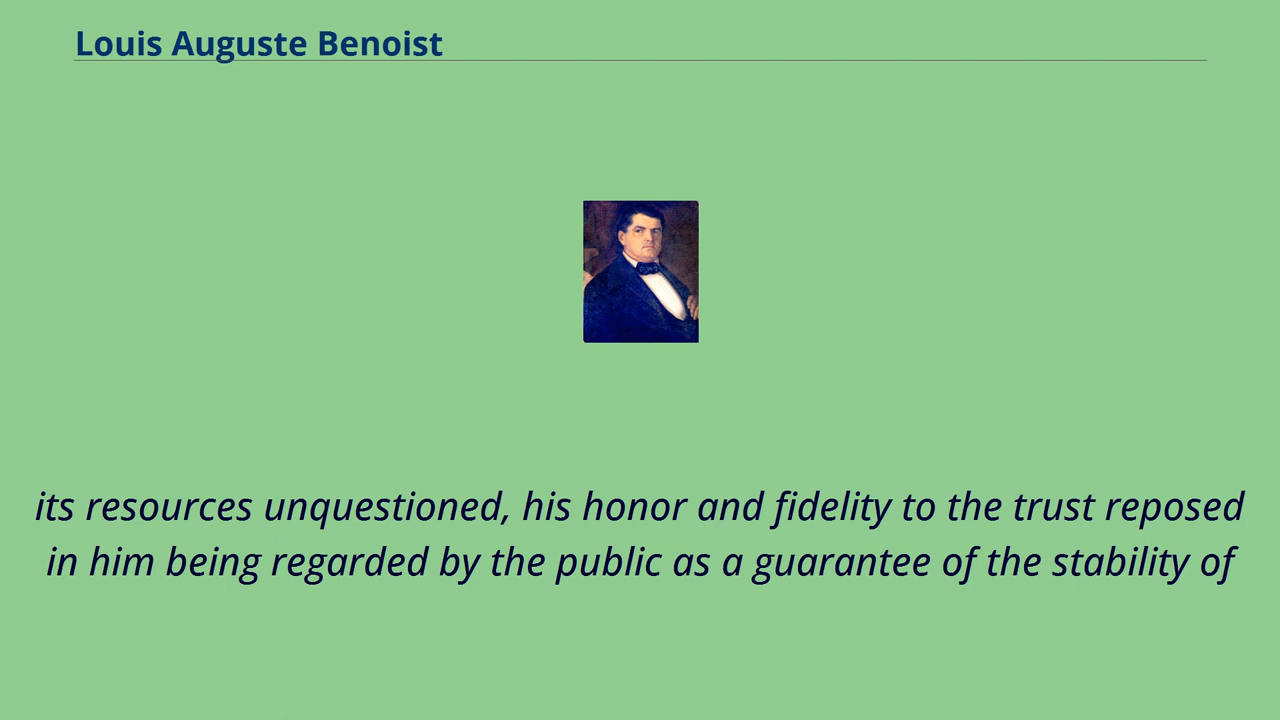 Louis Auguste Benoist
its resources unquestioned, his honor and fidelity to the trust reposed
in him being regarded by the public as a guarantee of the stability of